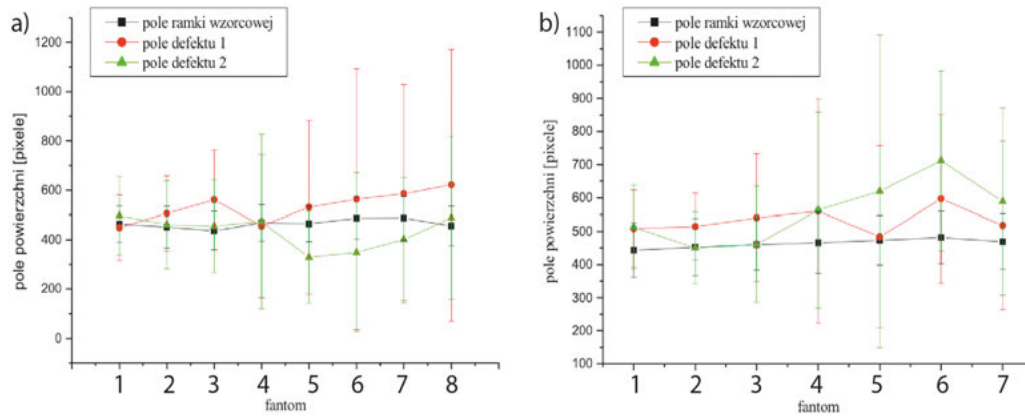 a)
pole ramki wzorcowej
pole defektu 1
pole defektu 2
pole powierzchni [pixele]
1200
1000
800
600
400
200
0
1 2 3 4 5 6 7 8
fantom
b)
pole ramki wzorcowej
pole defektu 1
pole defektu 2
pole powierzchni [pixele]
1100
1000
900
800
700
600
500
400
300
200
100
1 2 3 4 5 6 7
fantom